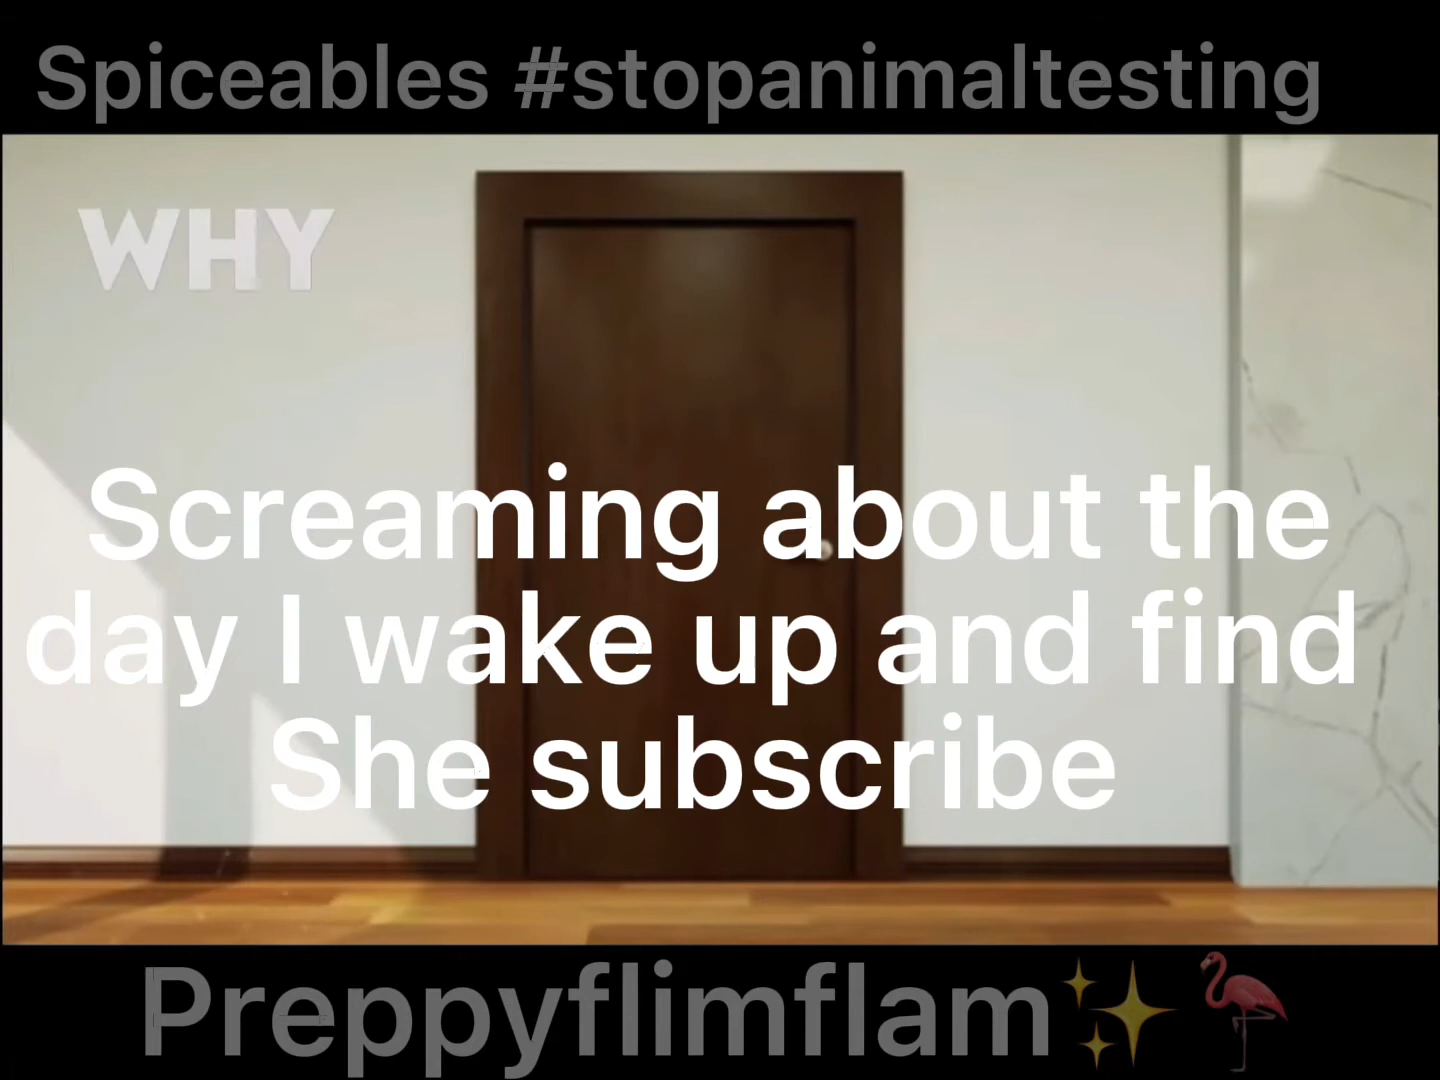 Spiceables #stopanimaltesting
WHY
Screaming about the
day I wake up and find
She subscribe
Preppyflimflam✨🦩